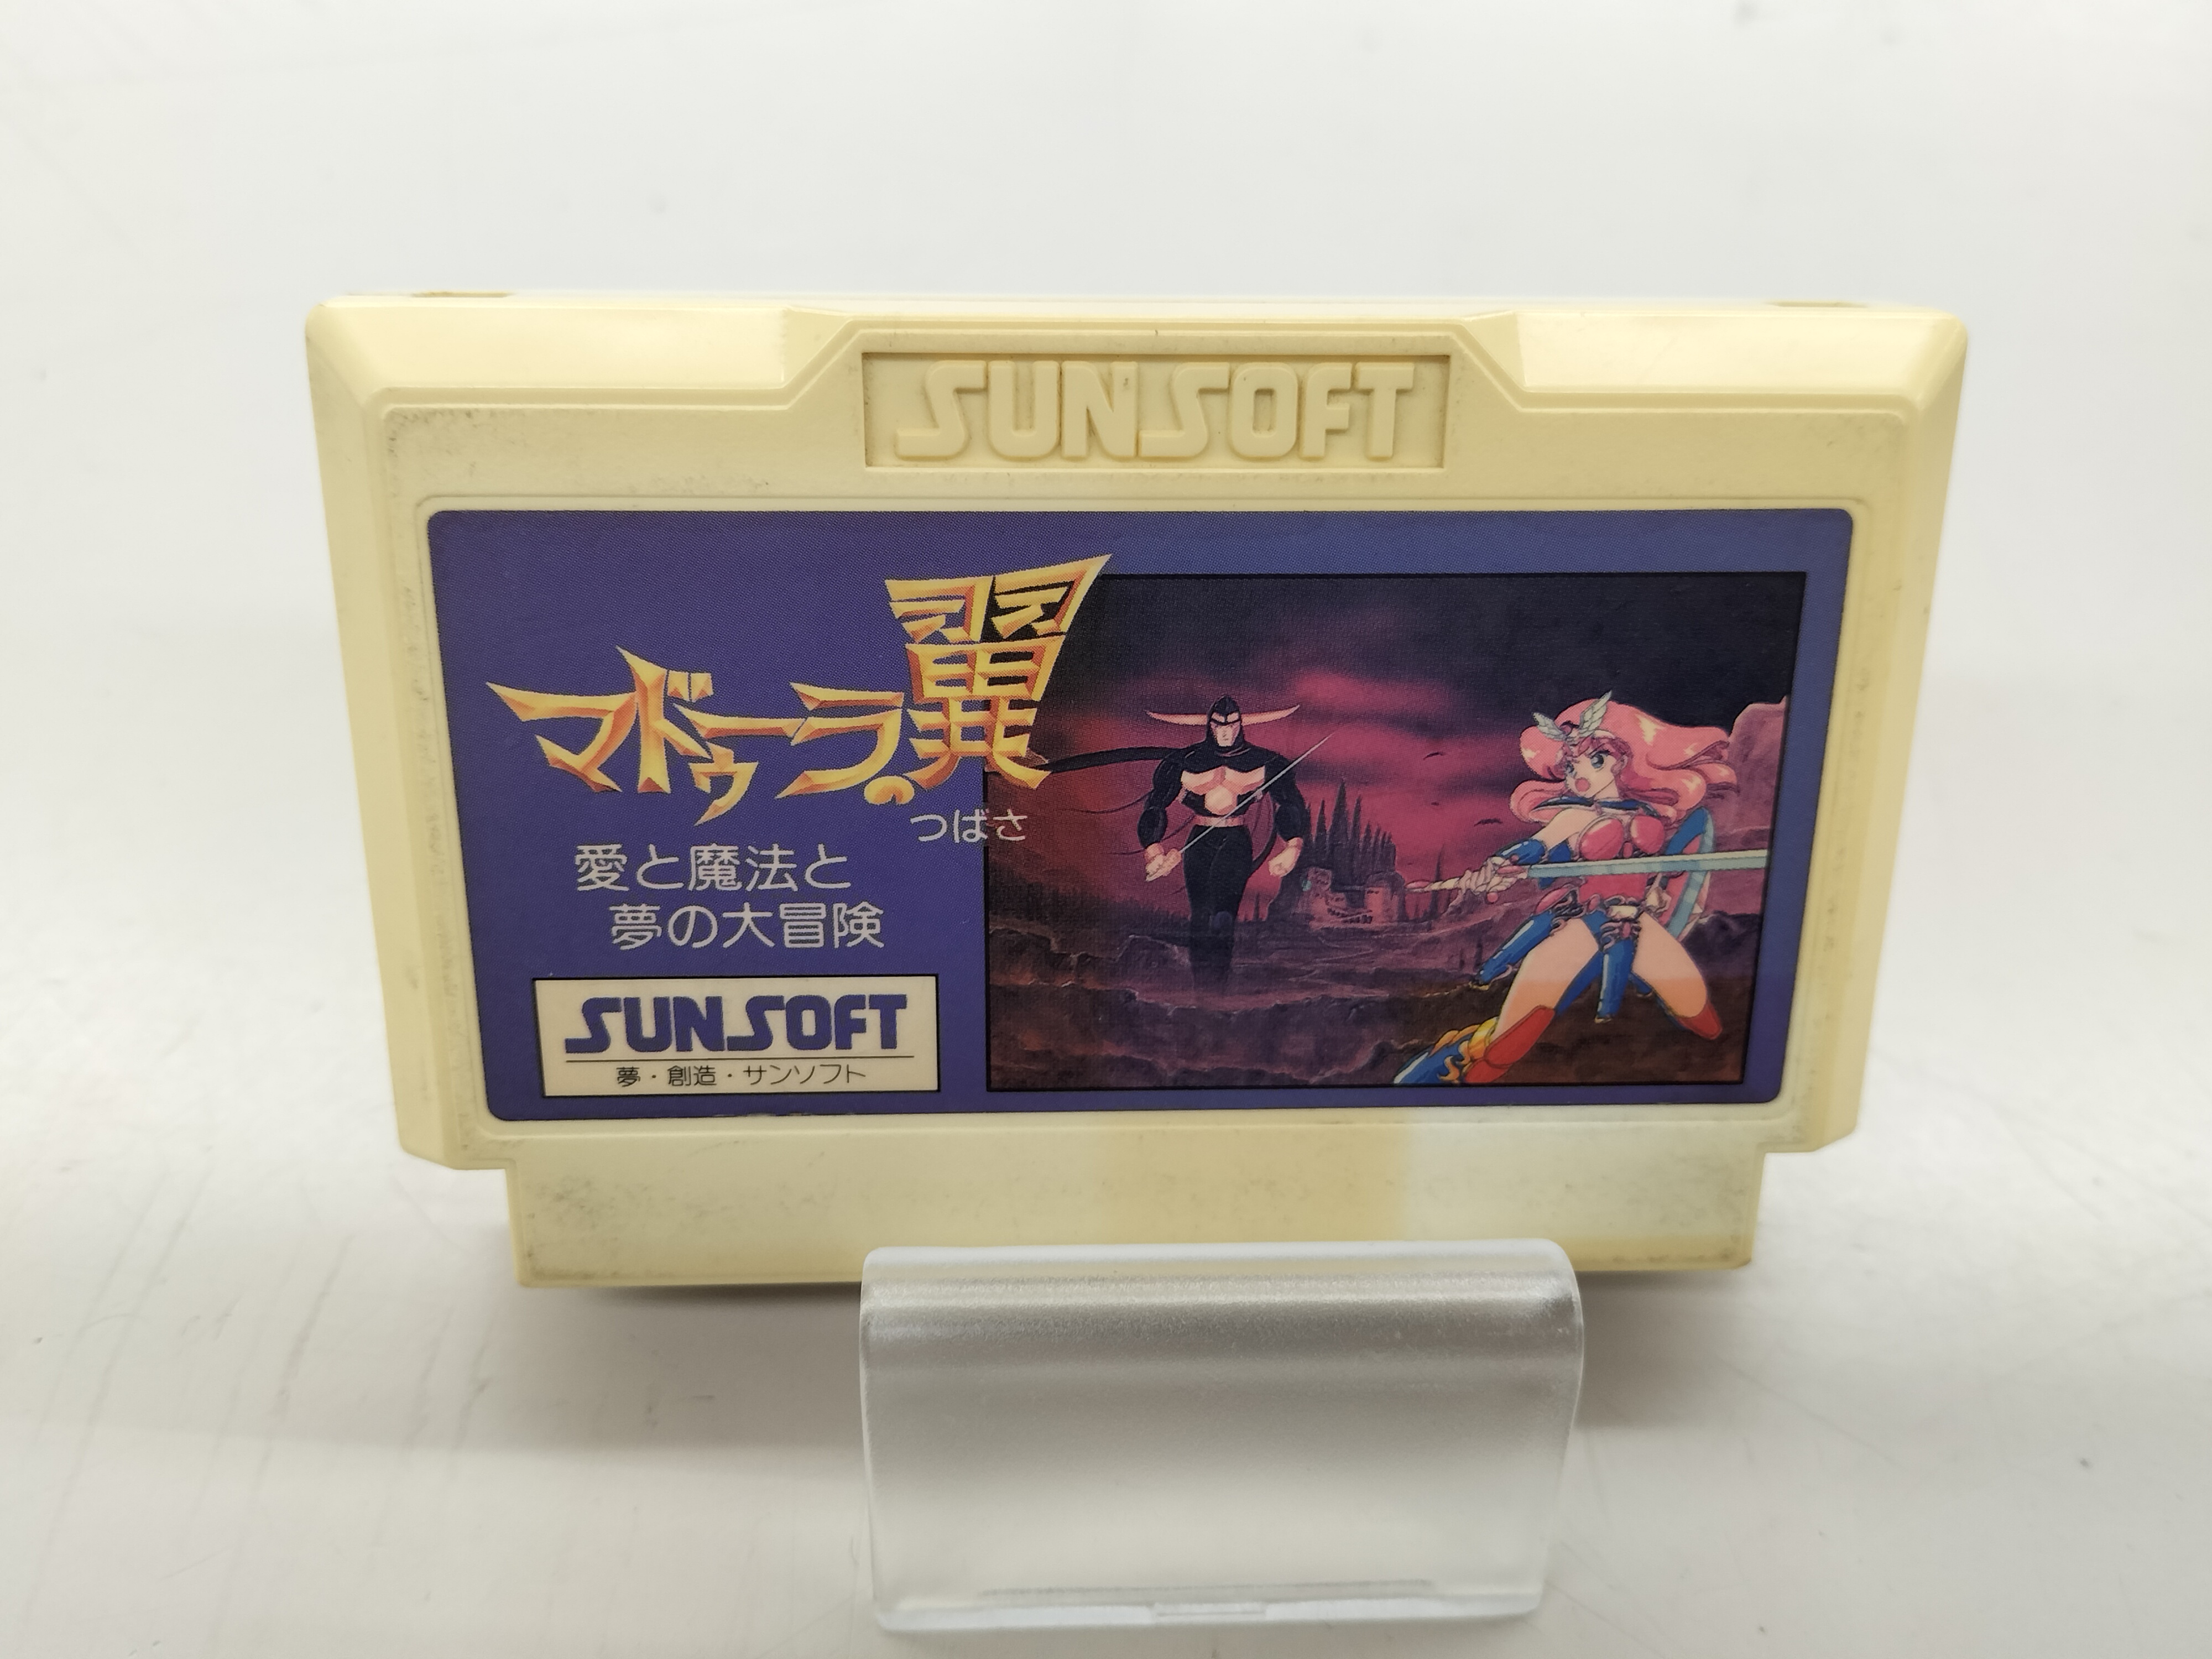 SUNSOFT
マドゥーラの翼
つばさ
愛と魔法と
夢の大冒険
SUNSOFT
夢・創造・サンソフト